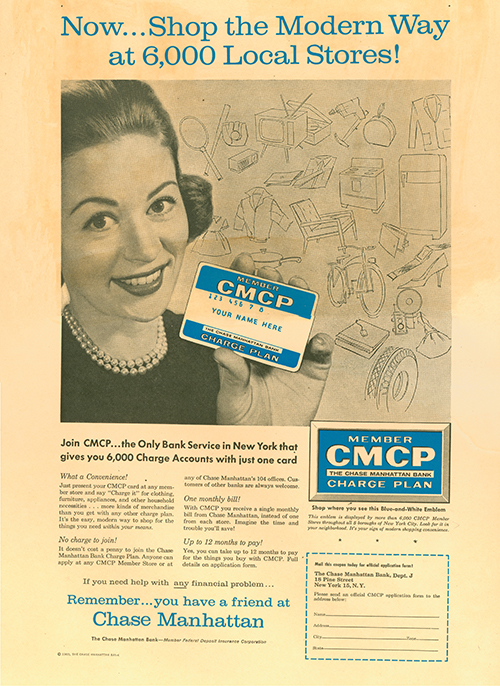 Now...Shop the Modern Way
at 6,000 Local Stores!
MEMBER
CMCP
123 456 7 8
YOUR NAME HERE
THE CHASE MANHATTAN BANK
CHARGE PLAN
Join CMCP...the Only Bank Service in New York that
gives you 6,000 Charge Accounts with just one card
What a Convenience!
Just present your CMCP card at any mem-
ber store and say "Charge it" for clothing,
furniture, appliances, and other household
necessities . . . more kinds of merchandise
than you get with any other charge plan.
It's the easy, modern way to shop for the
things you need within your means.
No charge to join!
It doesn't cost a penny to join the Chase
Manhattan Bank Charge Plan. Anyone can
apply at any CMCP Member Store or at
any of Chase Manhattan's 104 offices. Cus-
tomers of other banks are always welcome.
One monthly bill!
With CMCP you receive a single monthly
bill from Chase Manhattan, instead of one
from each store. Imagine the time and
trouble you'll save!
Up to 12 months to pay!
Yes, you can take up to 12 months to pay
for the things you buy with CMCP. Full
details on application form.
If you need help with any financial problem...
Remember...you have a friend at
Chase Manhattan
The Chase Manhattan Bank—Member Federal Deposit Insurance Corporation
MEMBER
CMCP
THE CHASE MANHATTAN BANK
CHARGE PLAN
Shop where you see this Blue-and-White Emblem
This emblem is displayed by more than 6,000 CMCP Member
Stores throughout all 5 boroughs of New York City. Look for it in
your neighborhood. It's your sign of modern shopping convenience.
Mail this coupon today for official application form!
The Chase Manhattan Bank, Dept. J
18 Pine Street
New York 15, N.Y.
Please send an official CMCP application form to the
address below:
Name
Address
City Zone
State
THE CHASE MANHATTAN BANK